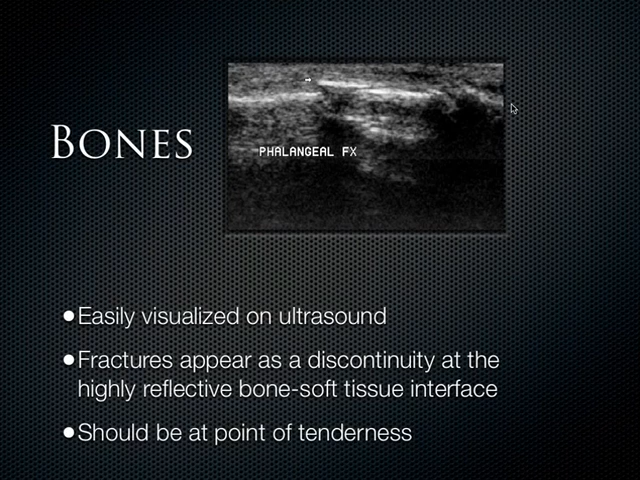 Bones
PHALANGEAL FX
•Easily visualized on ultrasound
•Fractures appear as a discontinuity at the
highly reflective bone-soft tissue interface
•Should be at point of tenderness